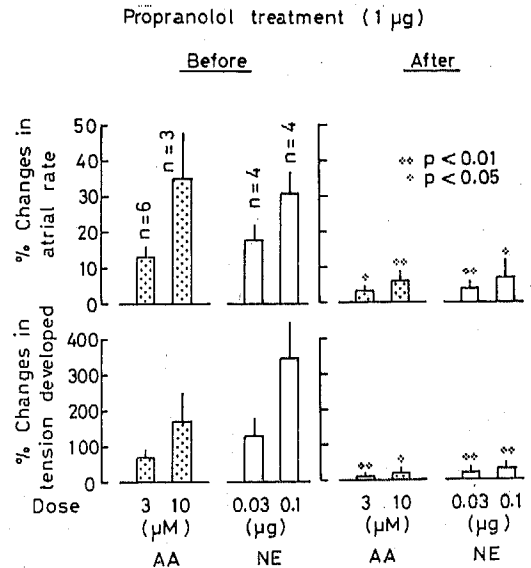 Propranolol treatment (1 µg)
Before
After
% Changes in atrial rate
50
40
30
20
10
0
n=6
n=3
n=4
n=4
** p < 0.01
* p < 0.05
*
**
**
*
% Changes in tension developed
400
300
200
100
0
**
*
**
**
Dose
3 10 0.03 0.1 3 10 0.03 0.1
(µM) (µg) (µM) (µg)
AA NE AA NE